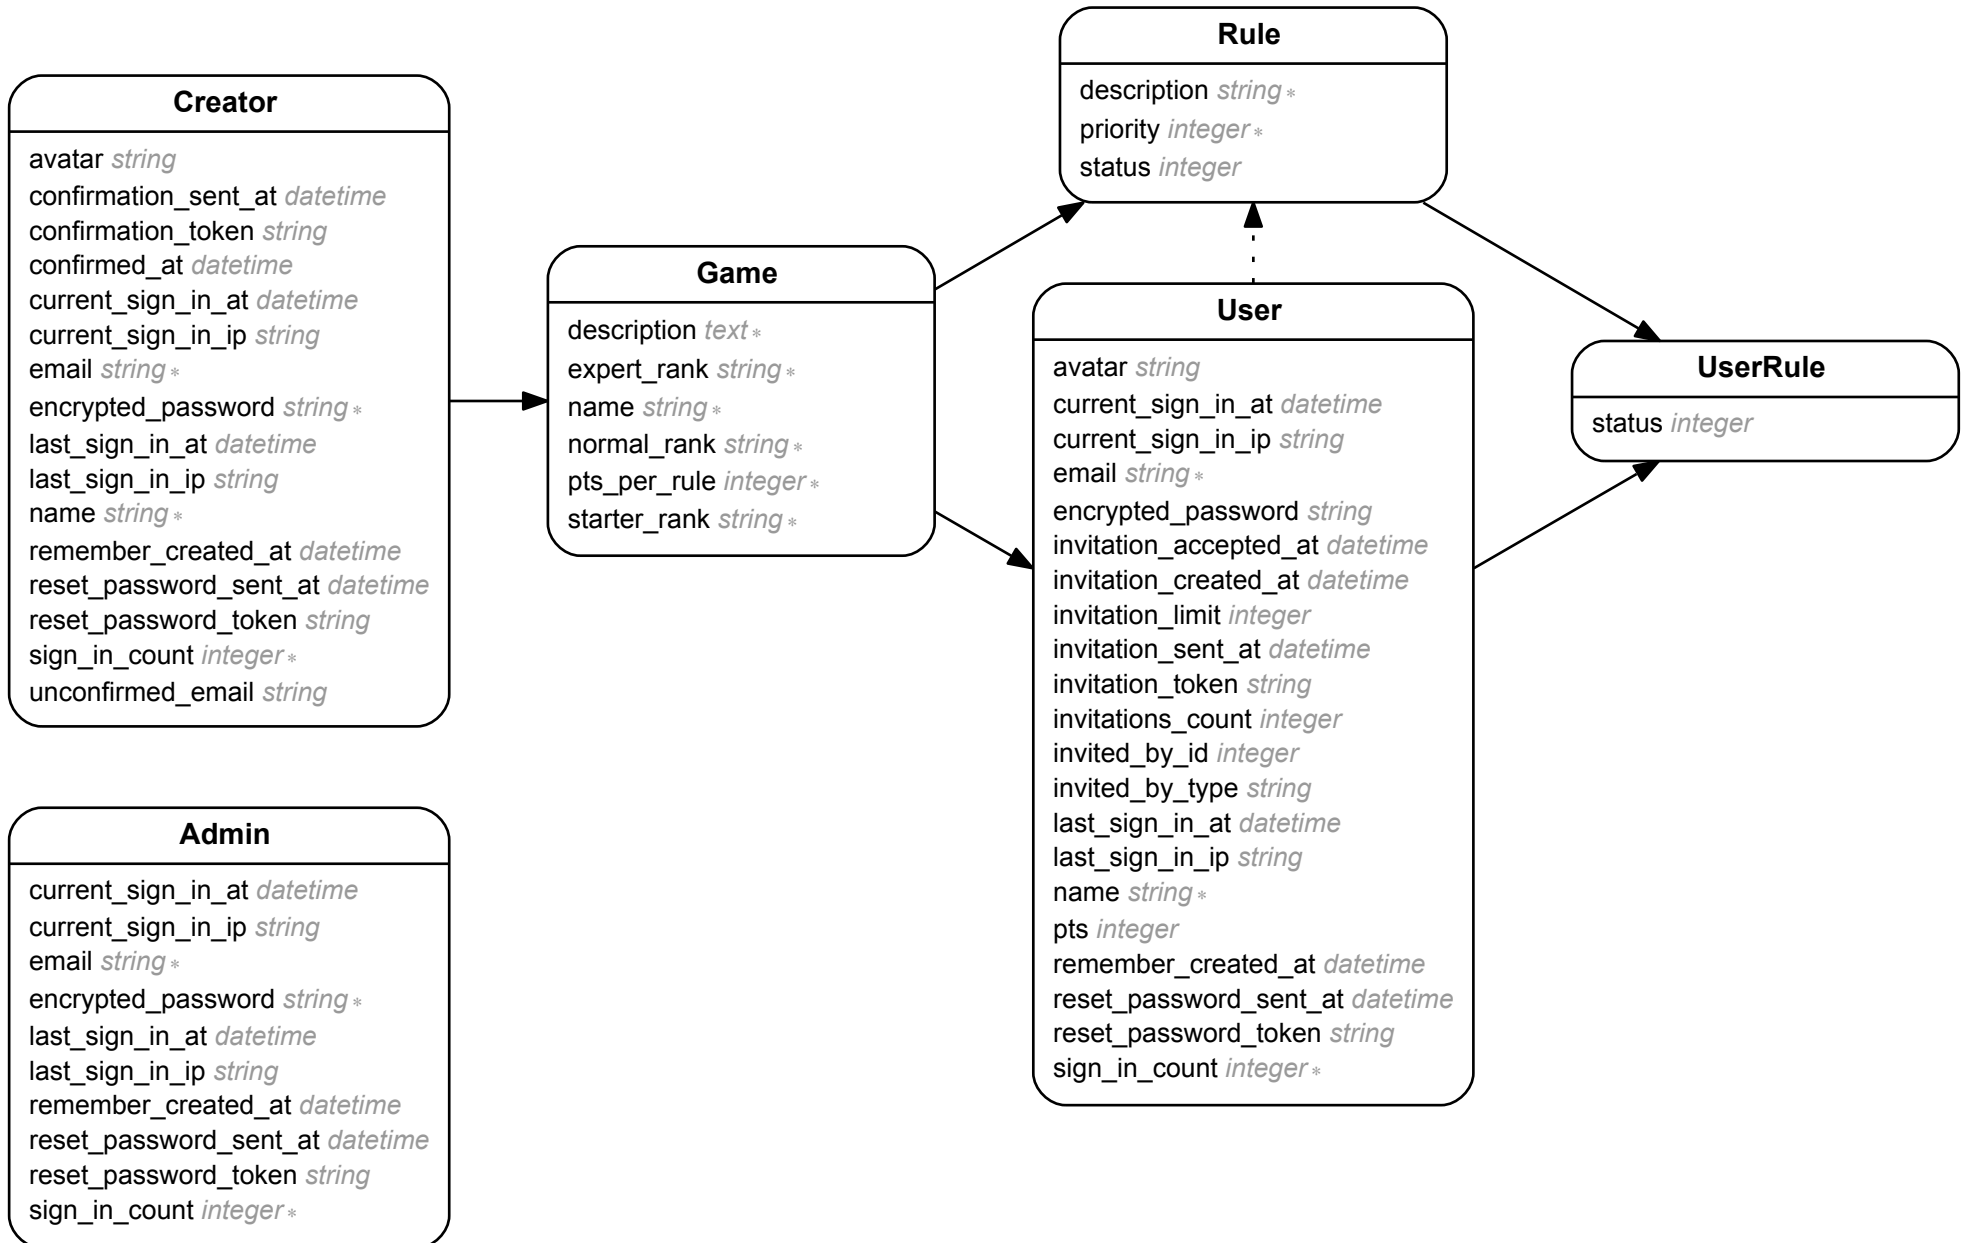 Creator
avatar string
confirmation_sent_at datetime
confirmation_token string
confirmed_at datetime
current_sign_in_at datetime
current_sign_in_ip string
email string *
encrypted_password string *
last_sign_in_at datetime
last_sign_in_ip string
name string *
remember_created_at datetime
reset_password_sent_at datetime
reset_password_token string
sign_in_count integer *
unconfirmed_email string
Admin
current_sign_in_at datetime
current_sign_in_ip string
email string *
encrypted_password string *
last_sign_in_at datetime
last_sign_in_ip string
remember_created_at datetime
reset_password_sent_at datetime
reset_password_token string
sign_in_count integer *
Game
description text *
expert_rank string *
name string *
normal_rank string *
pts_per_rule integer *
starter_rank string *
Rule
description string *
priority integer *
status integer
User
avatar string
current_sign_in_at datetime
current_sign_in_ip string
email string *
encrypted_password string
invitation_accepted_at datetime
invitation_created_at datetime
invitation_limit integer
invitation_sent_at datetime
invitation_token string
invitations_count integer
invited_by_id integer
invited_by_type string
last_sign_in_at datetime
last_sign_in_ip string
name string *
pts integer
remember_created_at datetime
reset_password_sent_at datetime
reset_password_token string
sign_in_count integer *
UserRule
status integer